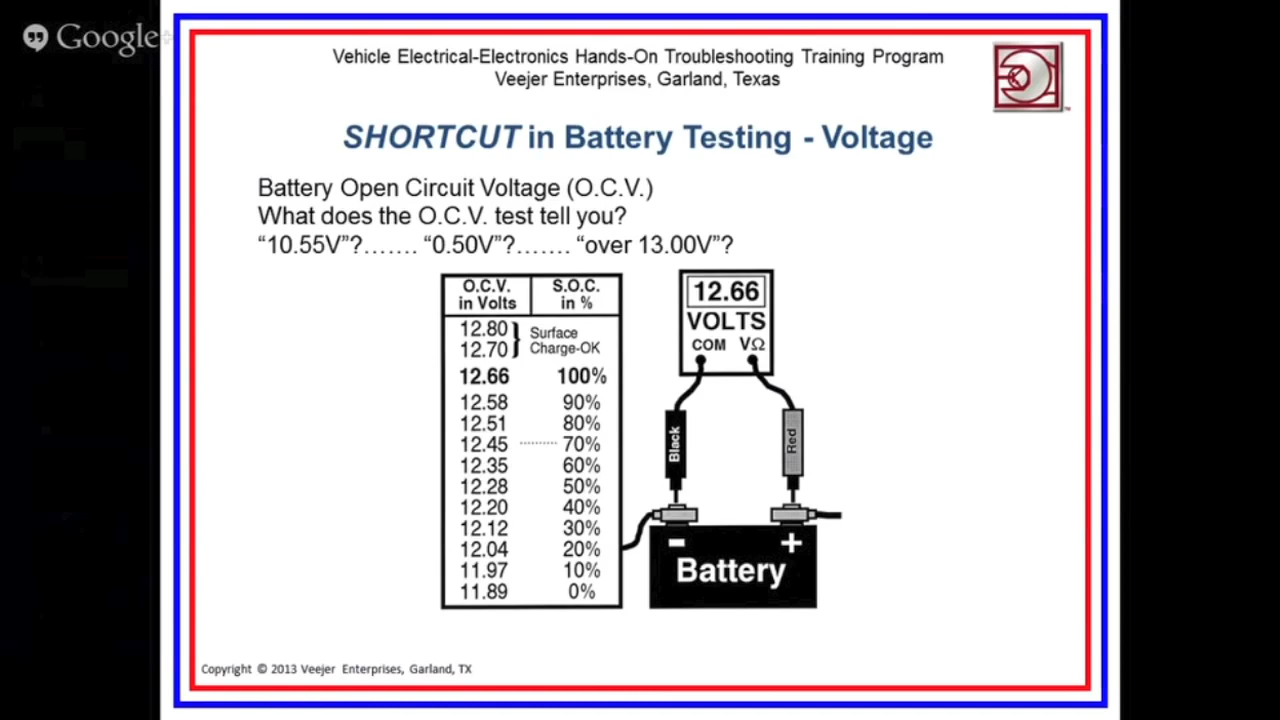 Google+
Vehicle Electrical-Electronics Hands-On Troubleshooting Training Program
Veejer Enterprises, Garland, Texas
SHORTCUT in Battery Testing - Voltage
Battery Open Circuit Voltage (O.C.V.)
What does the O.C.V. test tell you?
“10.55V”?....... “0.50V”?....... “over 13.00V”?
O.C.V. in Volts S.O.C. in %
12.80 Surface
12.70 Charge-OK
12.66 100%
12.58 90%
12.51 80%
12.45 .......... 70%
12.35 60%
12.28 50%
12.20 40%
12.12 30%
12.04 20%
11.97 10%
11.89 0%
12.66
VOLTS
COM VΩ
Black Red
- +
Battery
Copyright © 2013 Veejer Enterprises, Garland, TX